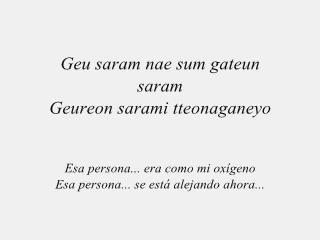 Geu saram nae sum gateun
saram
Geureon sarami tteonaganeyo
Esa persona... era como mi oxígeno
Esa persona... se está alejando ahora...